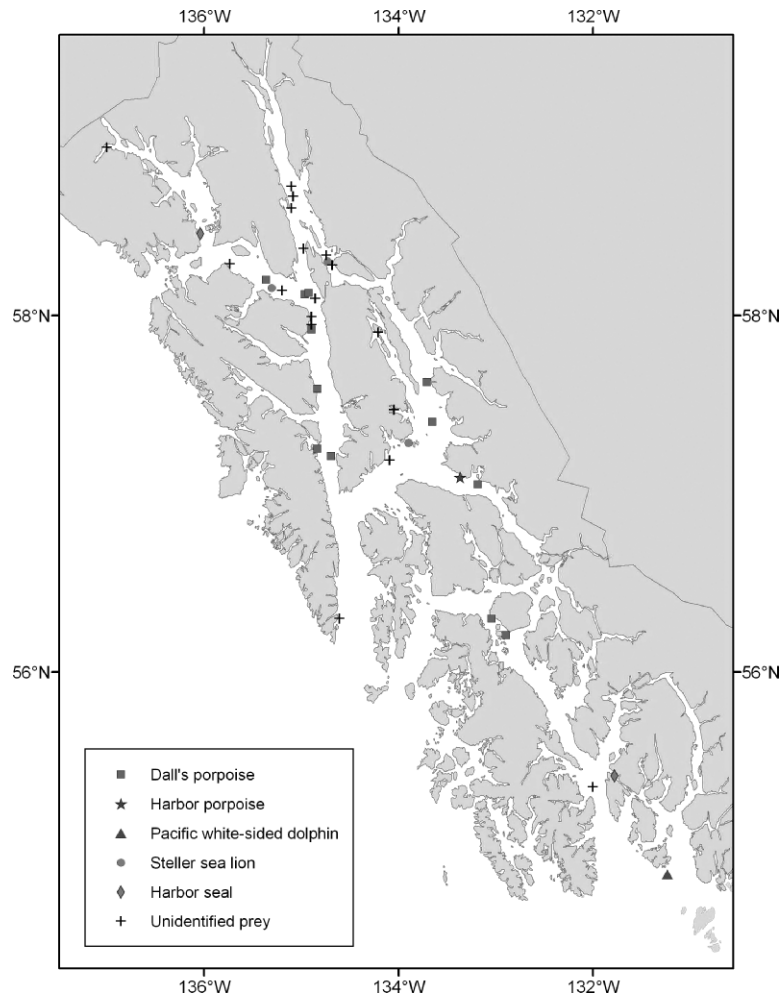 136°W 134°W 132°W
58°N 58°N
56°N 56°N
Dall's porpoise
Harbor porpoise
Pacific white-sided dolphin
Steller sea lion
Harbor seal
Unidentified prey
136°W 134°W 132°W